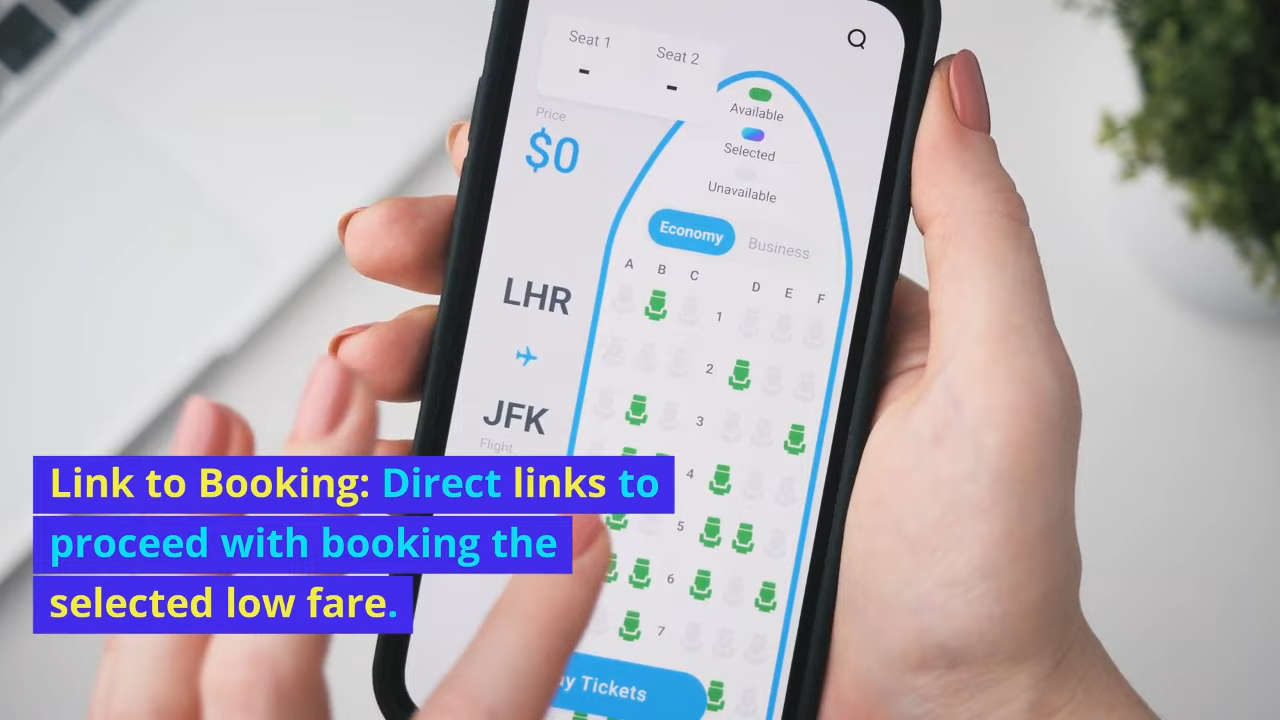 Seat 1 Seat 2
- -
Price
$0
Available
Selected
Unavailable
Economy Business
A B C D E F
1
2
3
4
5
6
7
LHR
JFK
Flight
Link to Booking: Direct links to
proceed with booking the
selected low fare.
Tickets